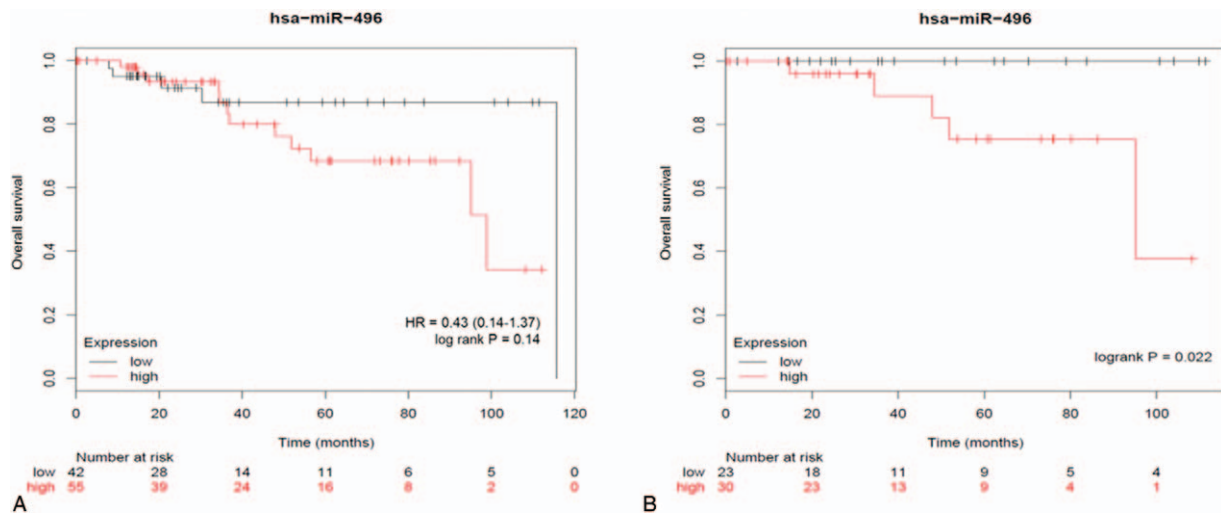 hsa-miR-496
Overall survival
1.0
0.8
0.6
0.4
0.2
0.0
HR = 0.43 (0.14-1.37)
log rank P = 0.14
Expression
low
high
0 20 40 60 80 100 120
Time (months)
Number at risk
low 42 28 14 11 6 5 0
high 55 39 24 16 8 2 0
A
hsa-miR-496
Overall survival
1.0
0.8
0.6
0.4
0.2
0.0
logrank P = 0.022
Expression
low
high
0 20 40 60 80 100
Time (months)
Number at risk
low 23 18 11 9 5 4
high 30 23 13 9 4 1
B